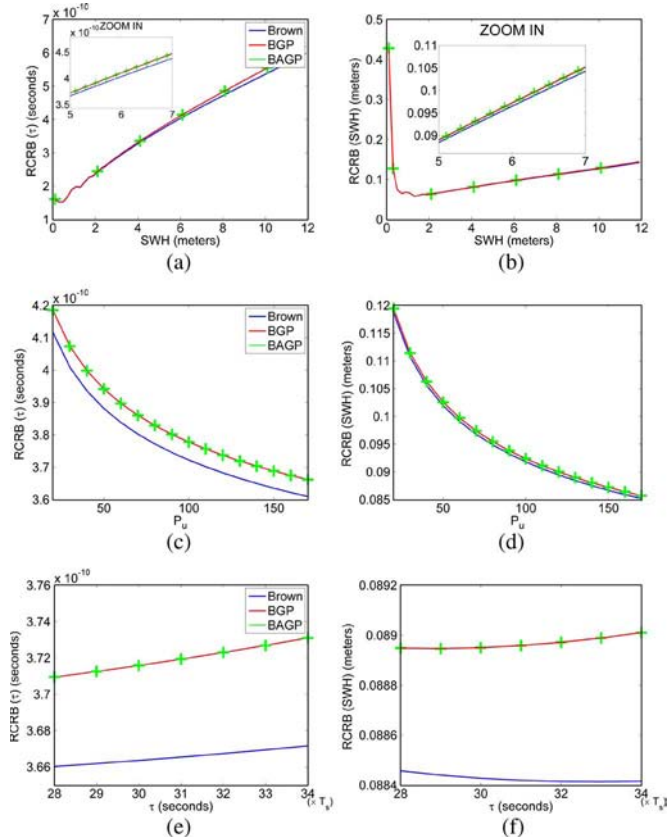 × 10⁻¹⁰
7
6
5
4
3
2
1
RCRB (τ) (seconds)
× 10⁻¹⁰ ZOOM IN
4.5
4
3.5
5 6 7
Brown
BGP
BAGP
0 2 4 6 8 10 12
SWH (meters)
(a)
0.5
0.4
0.3
0.2
0.1
0
RCRB (SWH) (meters)
ZOOM IN
0.11
0.105
0.1
0.095
0.09
5 6 7
0 2 4 6 8 10 12
SWH (meters)
(b)
× 10⁻¹⁰
4.2
4.1
4
3.9
3.8
3.7
3.6
RCRB (τ) (seconds)
Brown
BGP
BAGP
50 100 150
Pᵤ
(c)
0.12
0.115
0.11
0.105
0.1
0.095
0.09
0.085
RCRB (SWH) (meters)
50 100 150
Pᵤ
(d)
× 10⁻¹⁰
3.76
3.74
3.72
3.7
3.68
3.66
RCRB (τ) (seconds)
Brown
BGP
BAGP
28 29 30 31 32 33 34
τ (seconds) (× Tₛ)
(e)
0.0892
0.089
0.0888
0.0886
0.0884
RCRB (SWH) (meters)
28 30 32 34
τ (seconds) (× Tₛ)
(f)